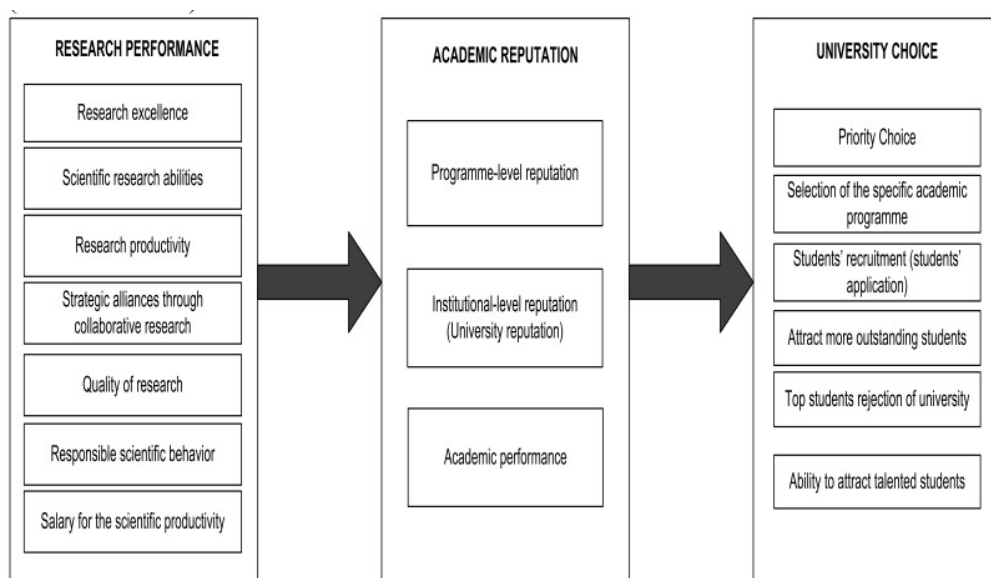 RESEARCH PERFORMANCE
Research excellence
Scientific research abilities
Research productivity
Strategic alliances through
collaborative research
Quality of research
Responsible scientific behavior
Salary for the scientific productivity
ACADEMIC REPUTATION
Programme-level reputation
Institutional-level reputation
(University reputation)
Academic performance
UNIVERSITY CHOICE
Priority Choice
Selection of the specific academic
programme
Students' recruitment (students'
application)
Attract more outstanding students
Top students rejection of university
Ability to attract talented students